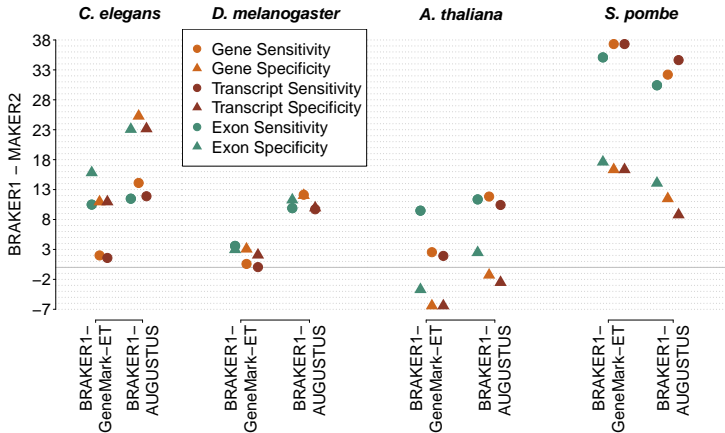 C. elegans D. melanogaster A. thaliana S. pombe
BRAKER1 − MAKER2
38
33
28
23
18
13
8
3
−2
−7
Gene Sensitivity
Gene Specificity
Transcript Sensitivity
Transcript Specificity
Exon Sensitivity
Exon Specificity
BRAKER1−
GeneMark−ET
BRAKER1−
AUGUSTUS
BRAKER1−
GeneMark−ET
BRAKER1−
AUGUSTUS
BRAKER1−
GeneMark−ET
BRAKER1−
AUGUSTUS
BRAKER1−
GeneMark−ET
BRAKER1−
AUGUSTUS